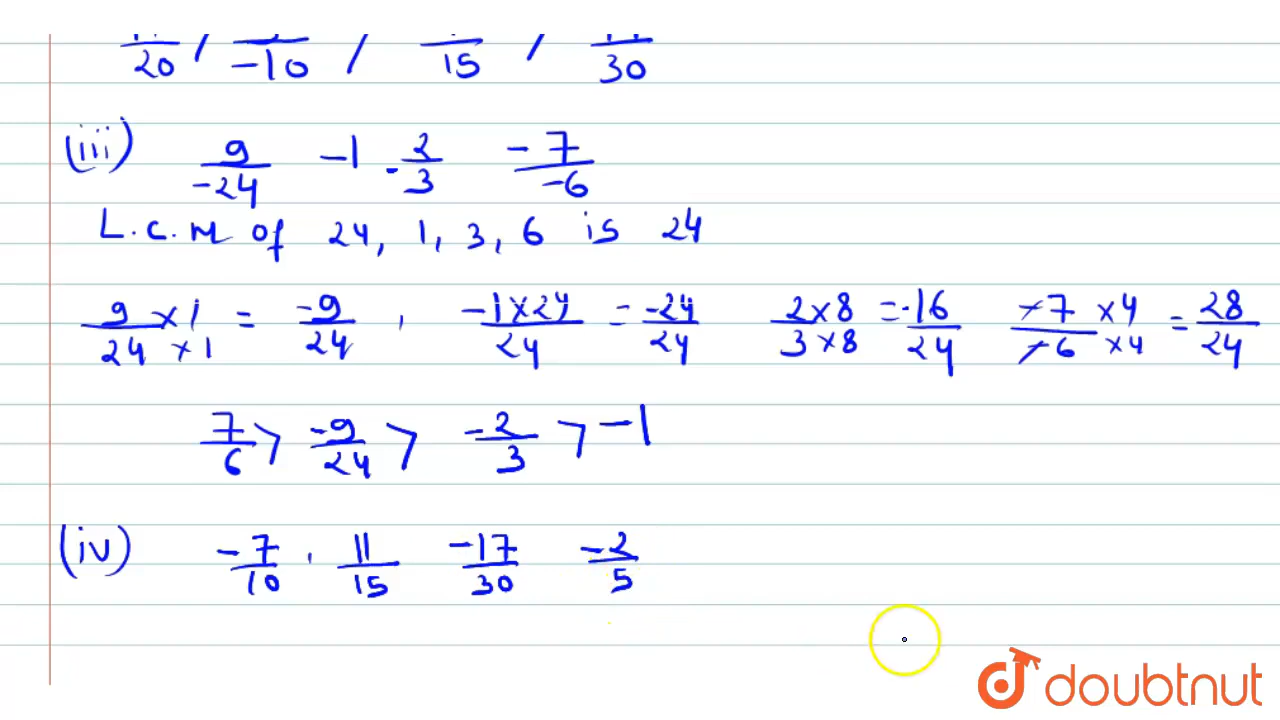 20 / -10 / 15 / 30
(iii) 9/-24 -1 -2/3 -7/-6
L.C.M of 24, 1, 3, 6 is 24
9/24 × 1/×1 = -9/24 , -1×24/24 = -24/24 2×8/3×8 = -16/24 -7/-6 ×4/×4 = 28/24
7/6 > -9/24 > -2/3 > -1
(iv) -7/10 , 11/15 -17/30 -2/5
doubtnut